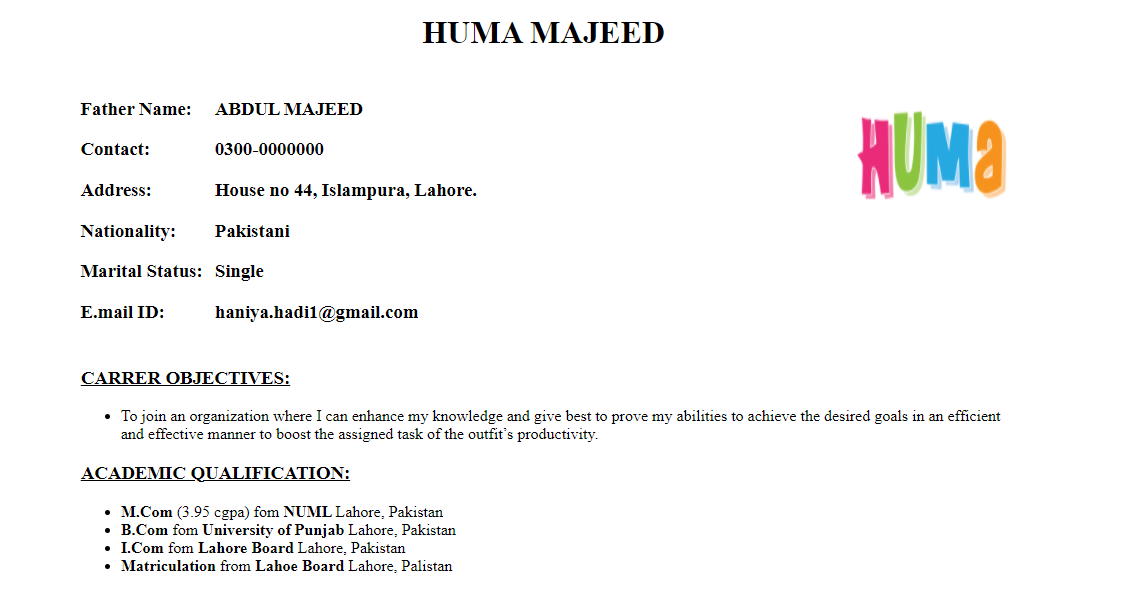 HUMA MAJEED
Father Name: ABDUL MAJEED
HUMa
Contact: 0300-0000000
Address: House no 44, Islampura, Lahore.
Nationality: Pakistani
Marital Status: Single
E.mail ID: haniya.hadi1@gmail.com
CARRER OBJECTIVES:
• To join an organization where I can enhance my knowledge and give best to prove my abilities to achieve the desired goals in an efficient
and effective manner to boost the assigned task of the outfit’s productivity.
ACADEMIC QUALIFICATION:
• M.Com (3.95 cgpa) fom NUML Lahore, Pakistan
• B.Com fom University of Punjab Lahore, Pakistan
• I.Com fom Lahore Board Lahore, Pakistan
• Matriculation from Lahoe Board Lahore, Palistan